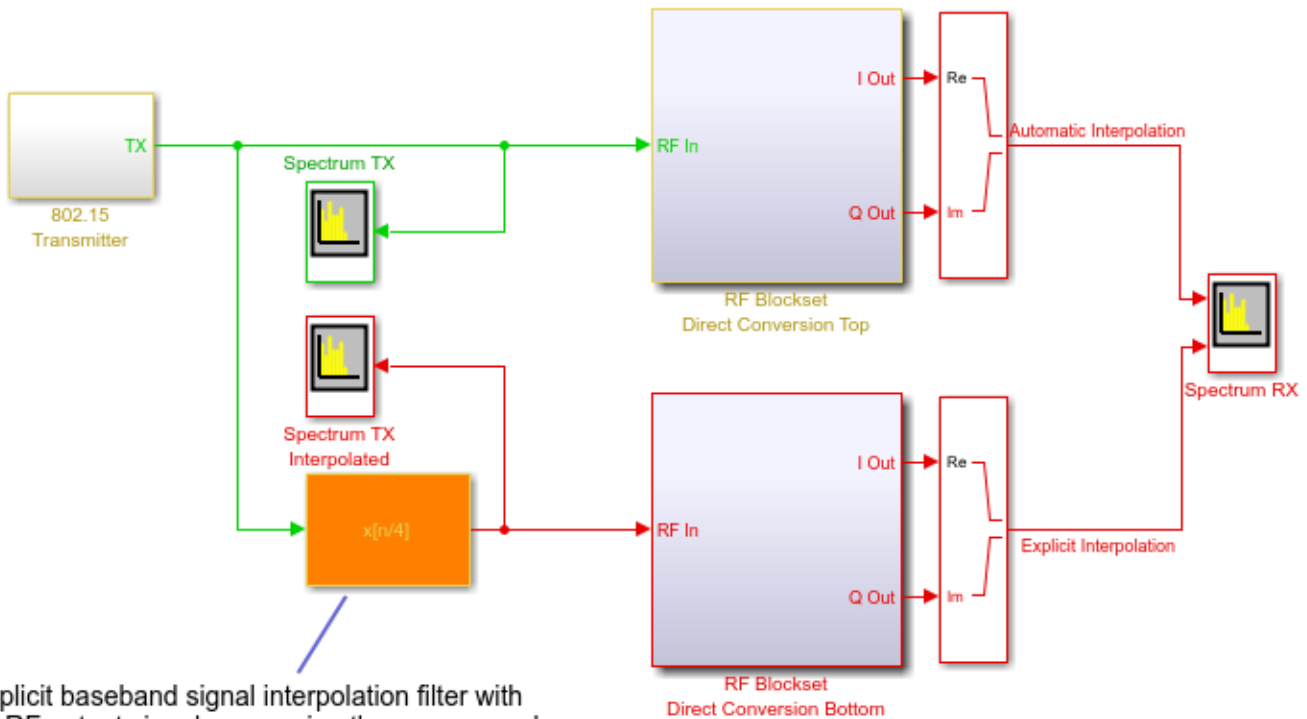 TX
802.15
Transmitter
Spectrum TX
RF In
I Out
Q Out
RF Blockset
Direct Conversion Top
Re
Im
Automatic Interpolation
Spectrum RX
Spectrum TX
Interpolated
x[n/4]
RF In
I Out
Q Out
RF Blockset
Direct Conversion Bottom
Re
Im
Explicit Interpolation
plicit baseband signal interpolation filter with